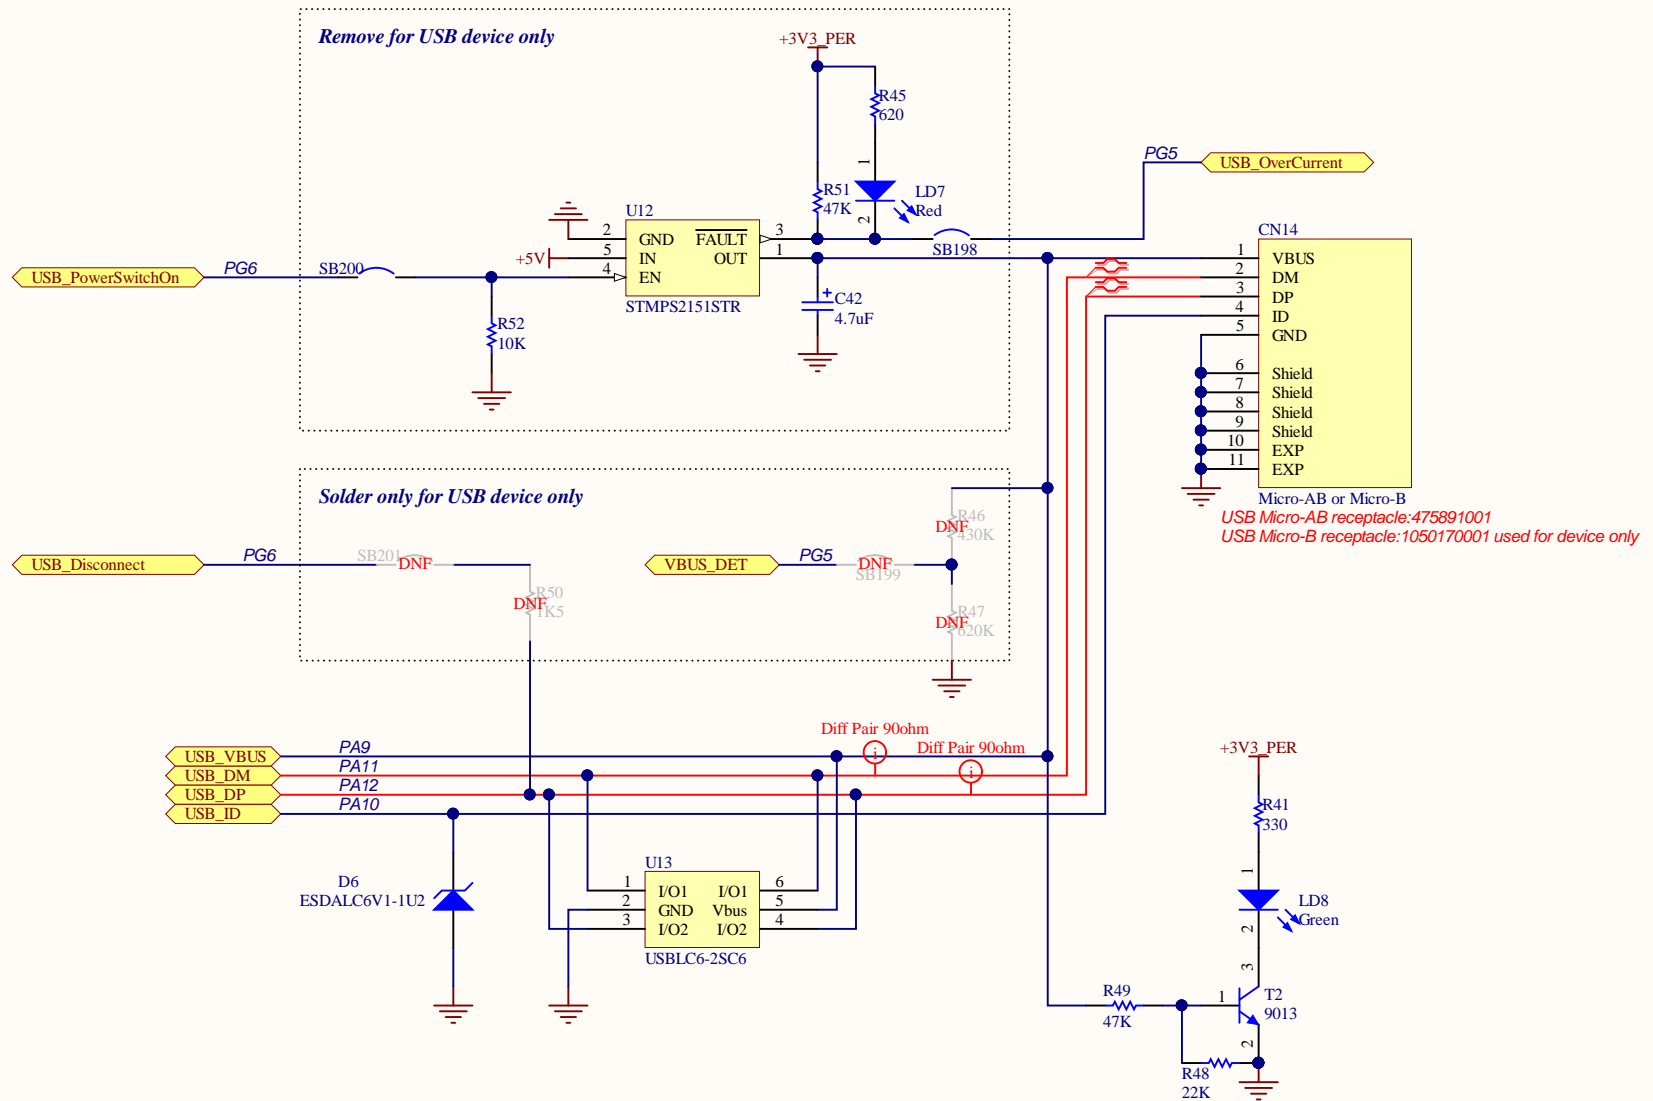 Remove for USB device only
+3V3_PER
R45
620
1
PG5
USB_OverCurrent
R51
47K
LD7
Red
2
U12
CN14
2
GND
FAULT
3
5
IN
OUT
1
4
EN
+5V
STMPS2151STR
SB198
USB_PowerSwitchOn
PG6
SB200
R52
10K
C42
4.7uF
+
1
VBUS
2
DM
3
DP
4
ID
5
GND
6
Shield
7
Shield
8
Shield
9
Shield
10
EXP
11
EXP
Micro-AB or Micro-B
USB Micro-AB receptacle:475891001
USB Micro-B receptacle:1050170001 used for device only
Solder only for USB device only
R46
430K
DNF
USB_Disconnect
PG6
SB201
DNF
R50
1K5
DNF
VBUS_DET
PG5
DNF
SB199
R47
620K
DNF
Diff Pair 90ohm
i
Diff Pair 90ohm
i
USB_VBUS
PA9
USB_DM
PA11
USB_DP
PA12
USB_ID
PA10
+3V3_PER
R41
330
1
LD8
Green
2
U13
D6
ESDALC6V1-1U2
1
I/O1
I/O1
6
2
GND
Vbus
5
3
I/O2
I/O2
4
USBLC6-2SC6
3
R49
47K
1
T2
9013
2
R48
22K